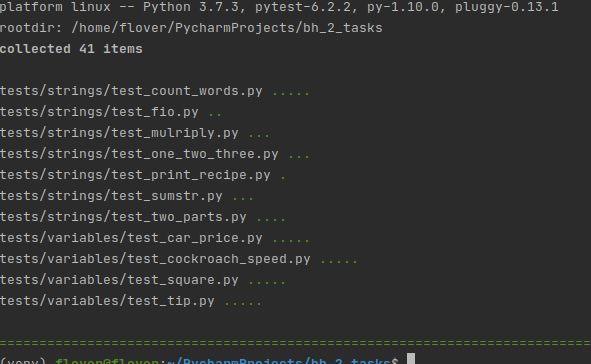 platform linux -- Python 3.7.3, pytest-6.2.2, py-1.10.0, pluggy-0.13.1
rootdir: /home/flover/PycharmProjects/bh_2_tasks
collected 41 items
tests/strings/test_count_words.py .....
tests/strings/test_fio.py ..
tests/strings/test_mulriply.py ...
tests/strings/test_one_two_three.py ...
tests/strings/test_print_recipe.py .
tests/strings/test_sumstr.py ...
tests/strings/test_two_parts.py ....
tests/variables/test_car_price.py .....
tests/variables/test_cockroach_speed.py .....
tests/variables/test_square.py .....
tests/variables/test_tip.py .....
==========================================================================
(venv) flover@flover:~/PycharmProjects/bh_2_tasks$